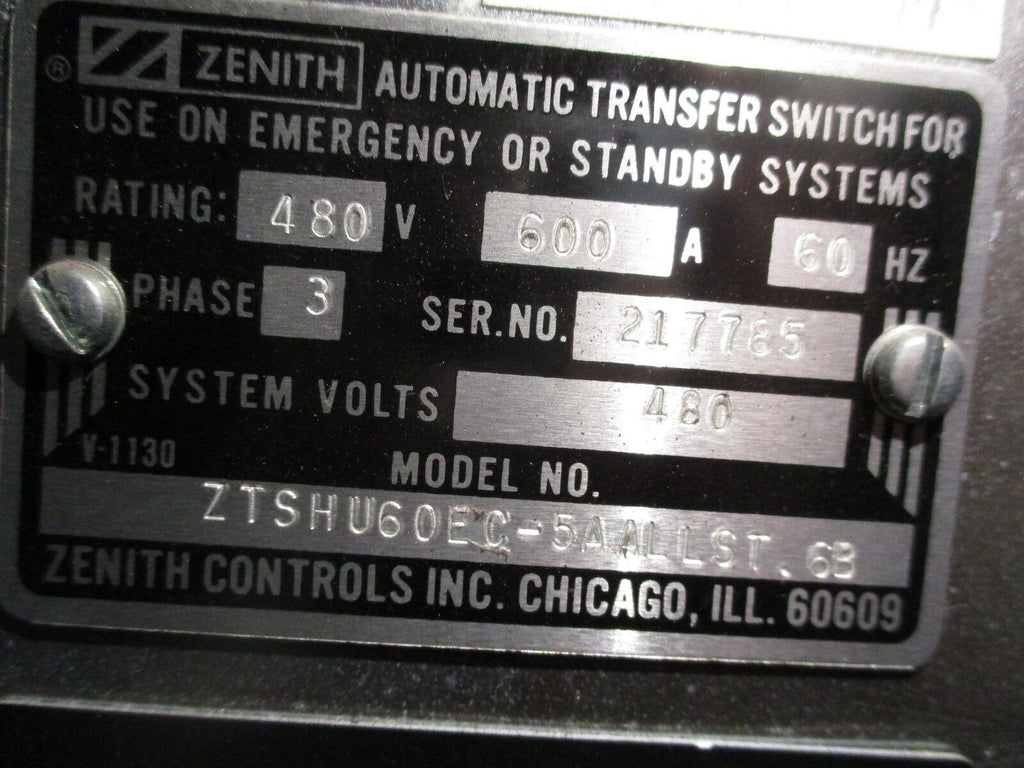 ® ZENITH AUTOMATIC TRANSFER SWITCH FOR
USE ON EMERGENCY OR STANDBY SYSTEMS
RATING: 480 V 600 A 60 HZ
PHASE 3 SER.NO. 217785
SYSTEM VOLTS 480
V-1130
MODEL NO.
ZTSHU60EC-5AALLST.6B
ZENITH CONTROLS INC. CHICAGO, ILL. 60609